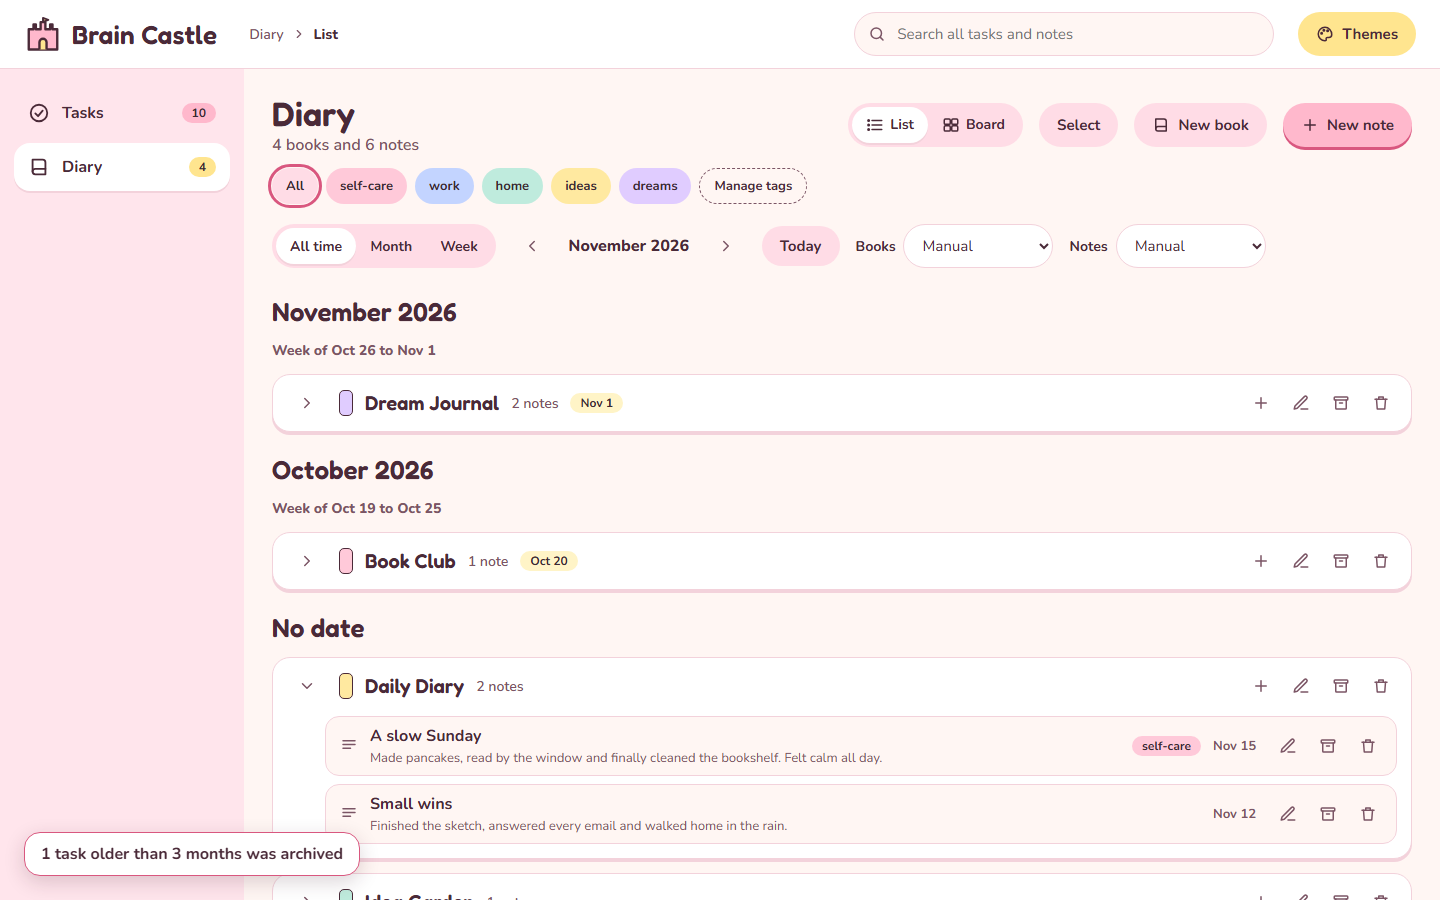 Brain Castle
Diary > List
Search all tasks and notes
Themes
Tasks 10
Diary 4
Diary
4 books and 6 notes
List Board Select New book New note
All self-care work home ideas dreams Manage tags
All time Month Week November 2026 Today Books Manual Notes Manual
November 2026
Week of Oct 26 to Nov 1
Dream Journal 2 notes Nov 1
October 2026
Week of Oct 19 to Oct 25
Book Club 1 note Oct 20
No date
Daily Diary 2 notes
A slow Sunday
Made pancakes, read by the window and finally cleaned the bookshelf. Felt calm all day.
self-care Nov 15
Small wins
Finished the sketch, answered every email and walked home in the rain.
Nov 12
1 task older than 3 months was archived